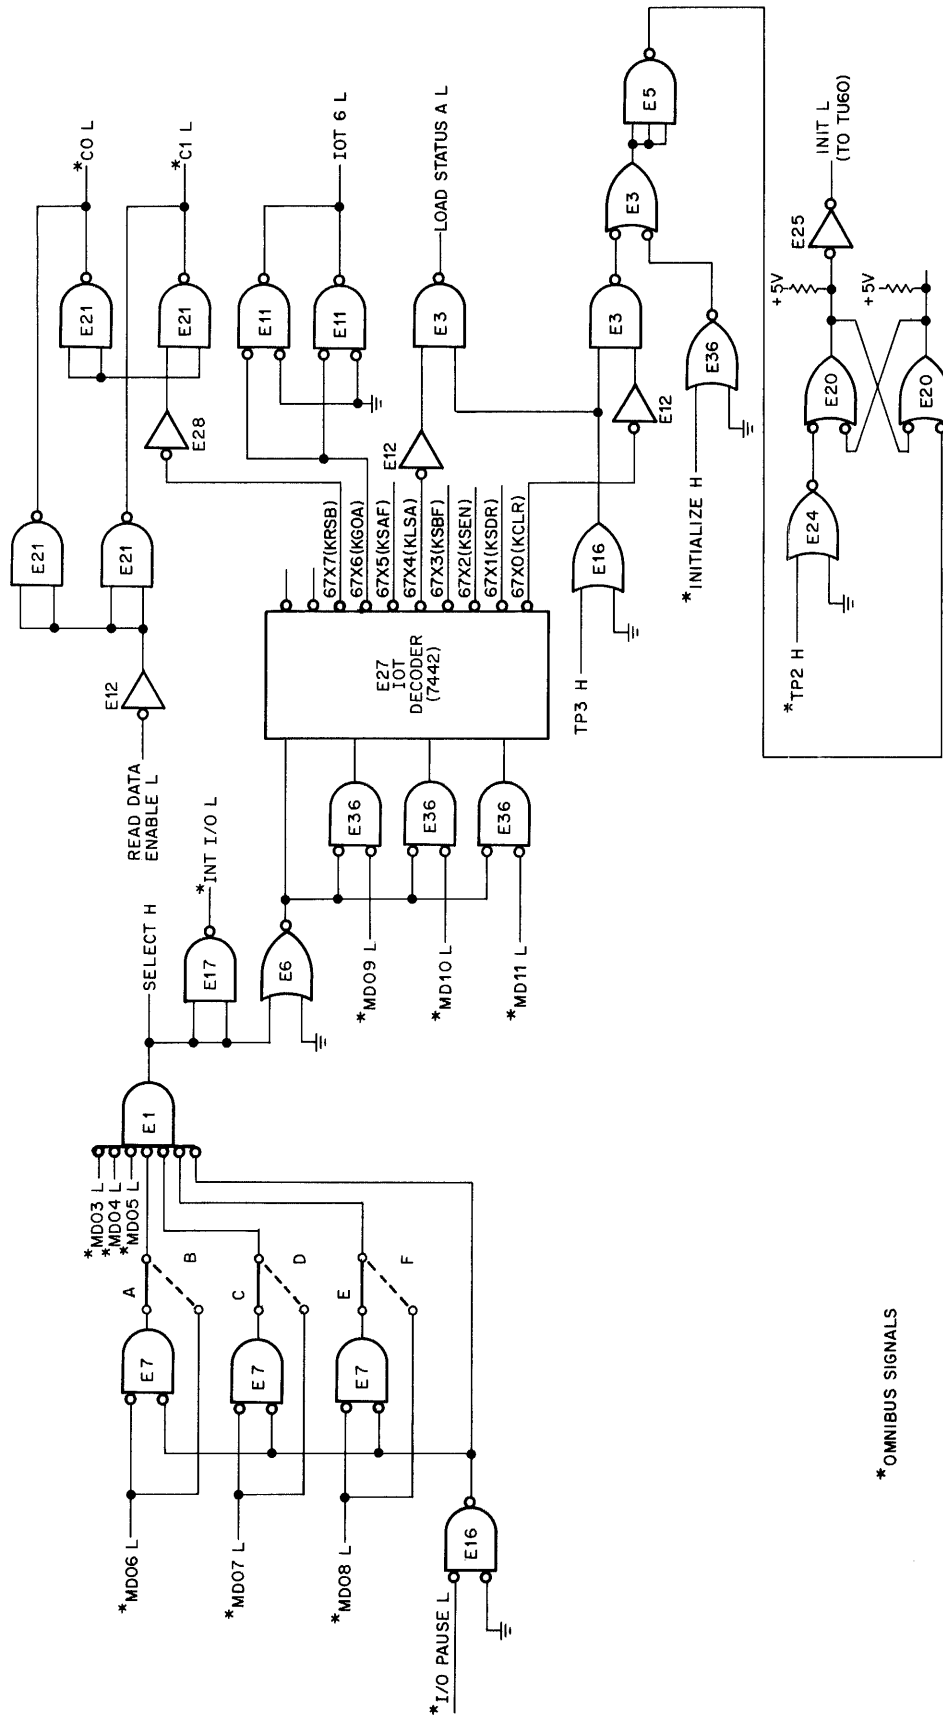 *MD06 L
*MD07 L
*MD08 L
*I/O PAUSE L
E16
E7
E7
E7
A
B
C
D
E
F
*MD03 L
*MD04 L
*MD05 L
E1
SELECT H
E17
*INT I/O L
E6
*MD09 L
*MD10 L
*MD11 L
E36
E36
E36
READ DATA
ENABLE L
E12
E21
E21
E27
IOT
DECODER
(7442)
67X7(KRSB)
67X6(KGOA)
67X5(KSAF)
67X4(KLSA)
67X3(KSBF)
67X2(KSEN)
67X1(KSDR)
67X0(KCLR)
E28
E21
E21
*C0 L
*C1 L
E11
E11
IOT 6 L
E12
E3
LOAD STATUS A L
TP3 H
E16
E12
E3
*INITIALIZE H
E36
E3
E5
*TP2 H
E24
E20
E20
+5V
+5V
E25
INIT L
(TO TU60)
*OMNIBUS SIGNALS